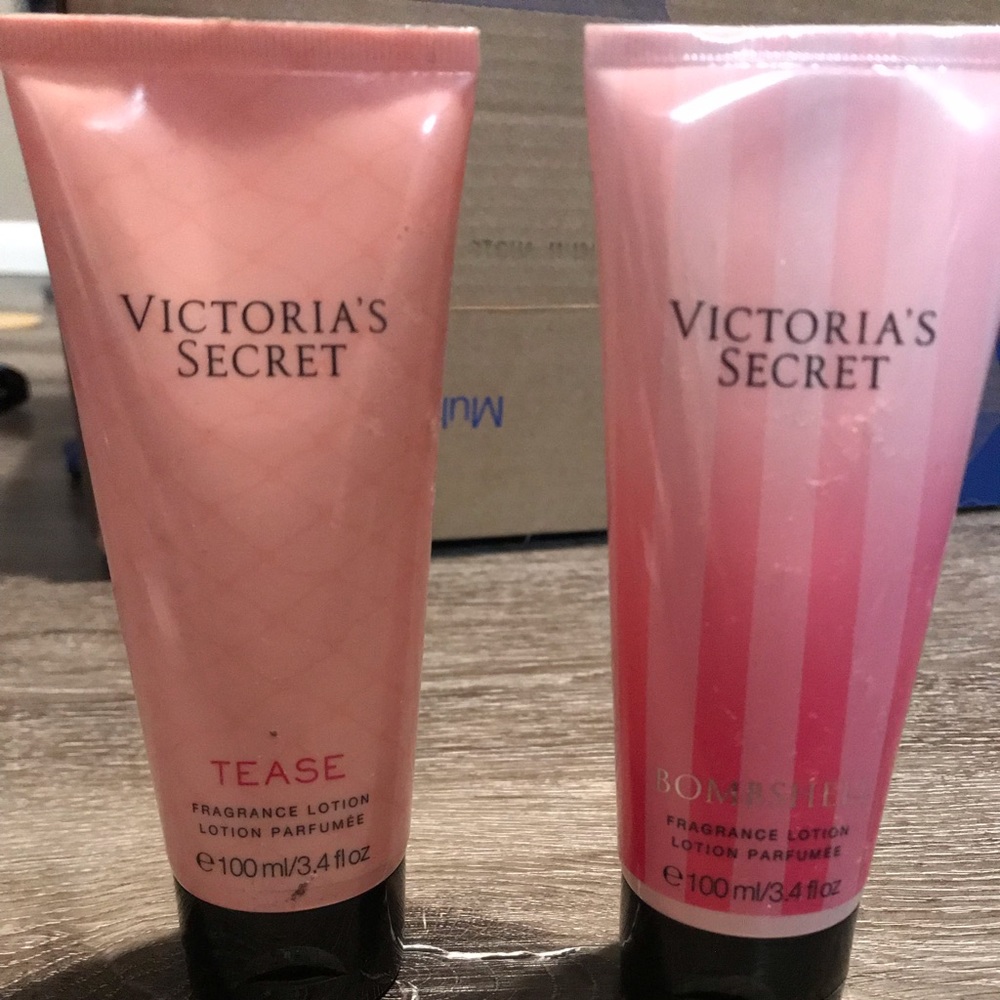 VICTORIA'S
SECRET
TEASE
FRAGRANCE LOTION
LOTION PARFUMÉE
℮100 ml/3.4 fl oz
VICTORIA'S
SECRET
BOMBSHELL
FRAGRANCE LOTION
LOTION PARFUMÉE
℮100 ml/3.4 fl oz